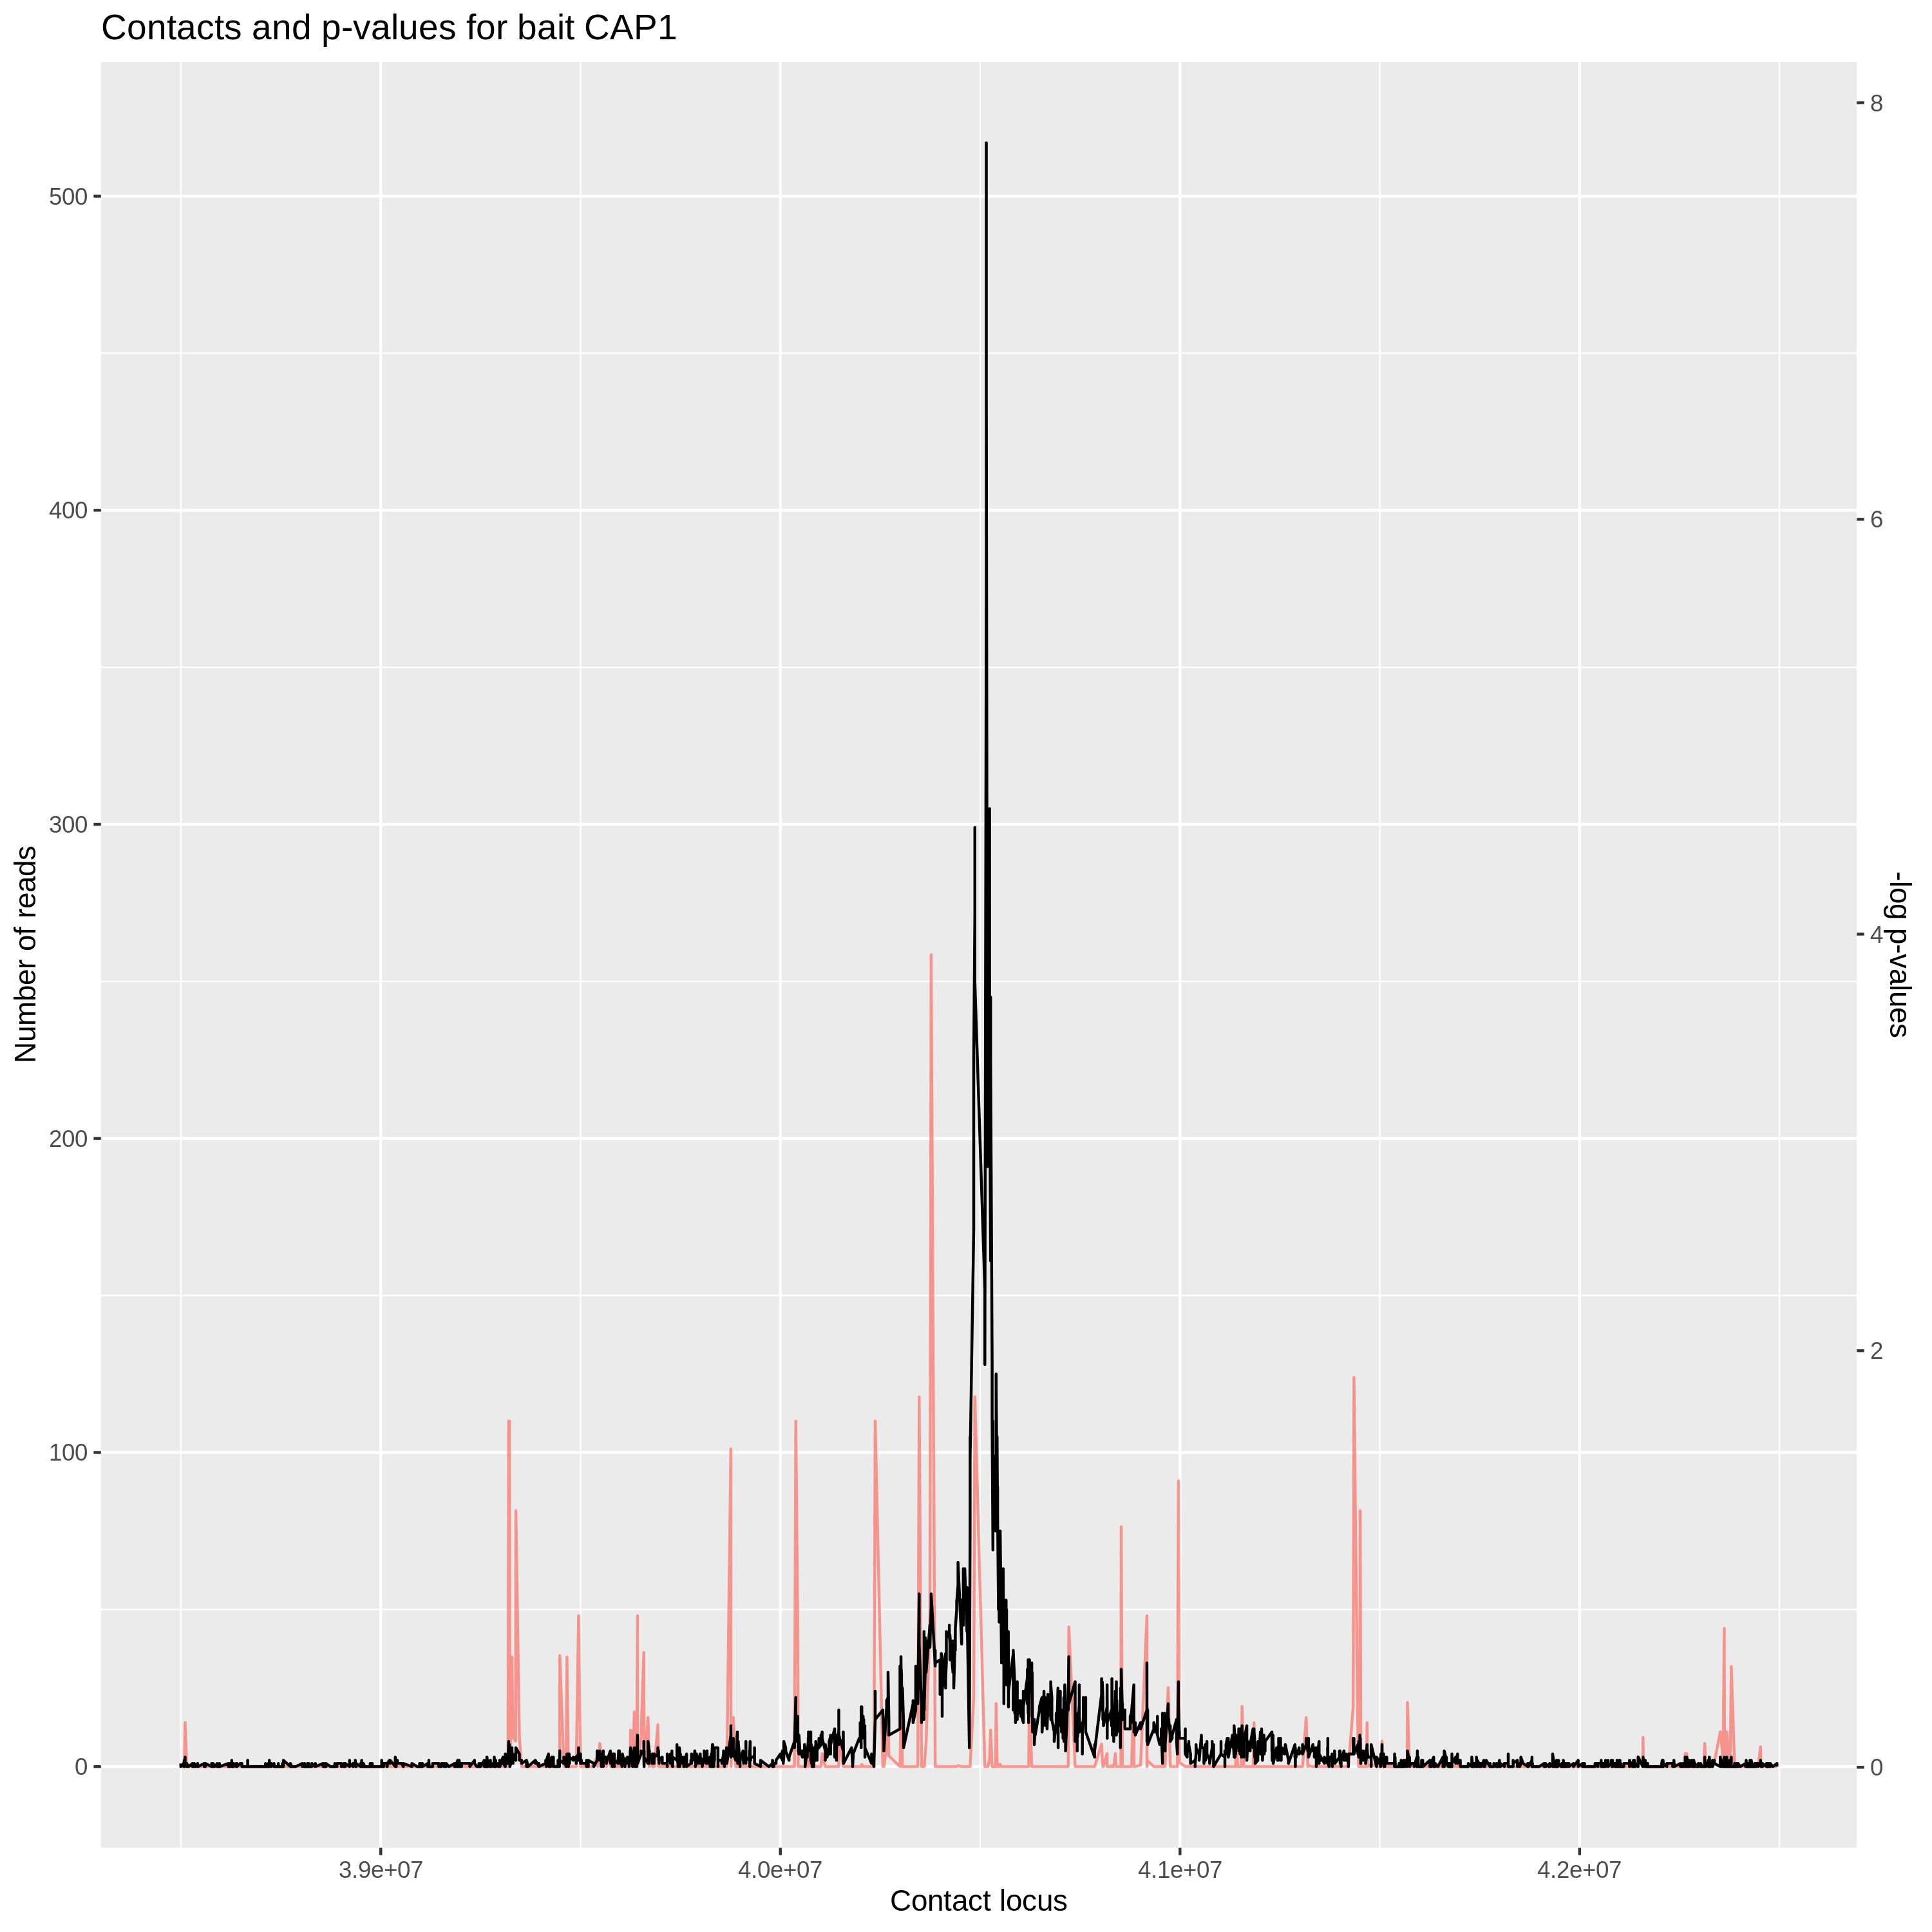 Contacts and p-values for bait CAP1
8
500
6
400
300
4
200
2
100
0
0
Number of reads
-log p-values
3.9e+07
4.0e+07
4.1e+07
4.2e+07
Contact locus